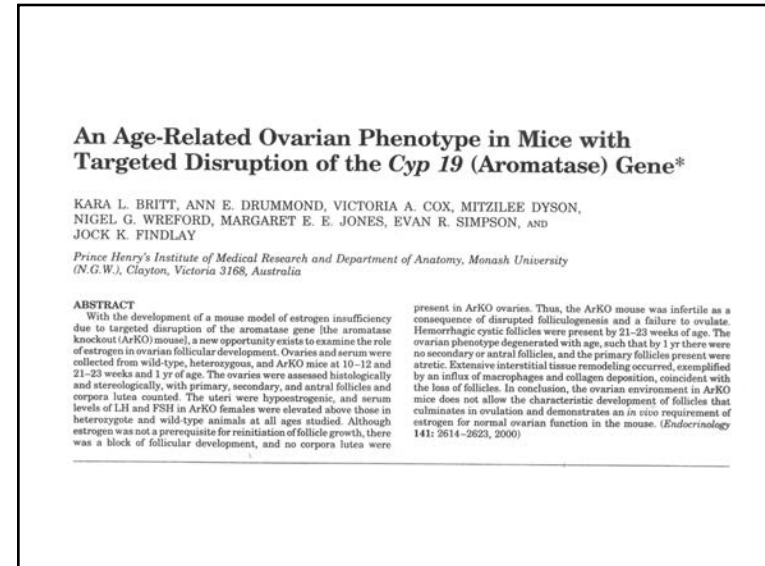 An Age-Related Ovarian Phenotype in Mice with
Targeted Disruption of the Cyp 19 (Aromatase) Gene*
KARA L. BRITT, ANN E. DRUMMOND, VICTORIA A. COX, MITZILEE DYSON,
NIGEL G. WREFORD, MARGARET E. E. JONES, EVAN R. SIMPSON, AND
JOCK K. FINDLAY
Prince Henry's Institute of Medical Research and Department of Anatomy, Monash University
(N.G.W.), Clayton, Victoria 3168, Australia
ABSTRACT
With the development of a mouse model of estrogen insufficiency
due to targeted disruption of the aromatase gene [the aromatase
knockout (ArKO) mouse], a new opportunity exists to examine the role
of estrogen in ovarian follicular development. Ovaries and serum were
collected from wild-type, heterozygous, and ArKO mice at 10–12 and
21–23 weeks and 1 yr of age. The ovaries were assessed histologically
and stereologically, with primary, secondary, and antral follicles and
corpora lutea counted. The uteri were hypoestrogenic, and serum
levels of LH and FSH in ArKO females were elevated above those in
heterozygote and wild-type animals at all ages studied. Although
estrogen was not a prerequisite for reinitiation of follicle growth, there
was a block of follicular development, and no corpora lutea were
present in ArKO ovaries. Thus, the ArKO mouse was infertile as a
consequence of disrupted folliculogenesis and a failure to ovulate.
Hemorrhagic cystic follicles were present by 21–23 weeks of age. The
ovarian phenotype degenerated with age, such that by 1 yr there were
no secondary or antral follicles, and the primary follicles present were
atretic. Extensive interstitial tissue remodeling occurred, exemplified
by an influx of macrophages and collagen deposition, coincident with
the loss of follicles. In conclusion, the ovarian environment in ArKO
mice does not allow the characteristic development of follicles that
culminates in ovulation and demonstrates an in vivo requirement of
estrogen for normal ovarian function in the mouse. (Endocrinology
141: 2614–2623, 2000)